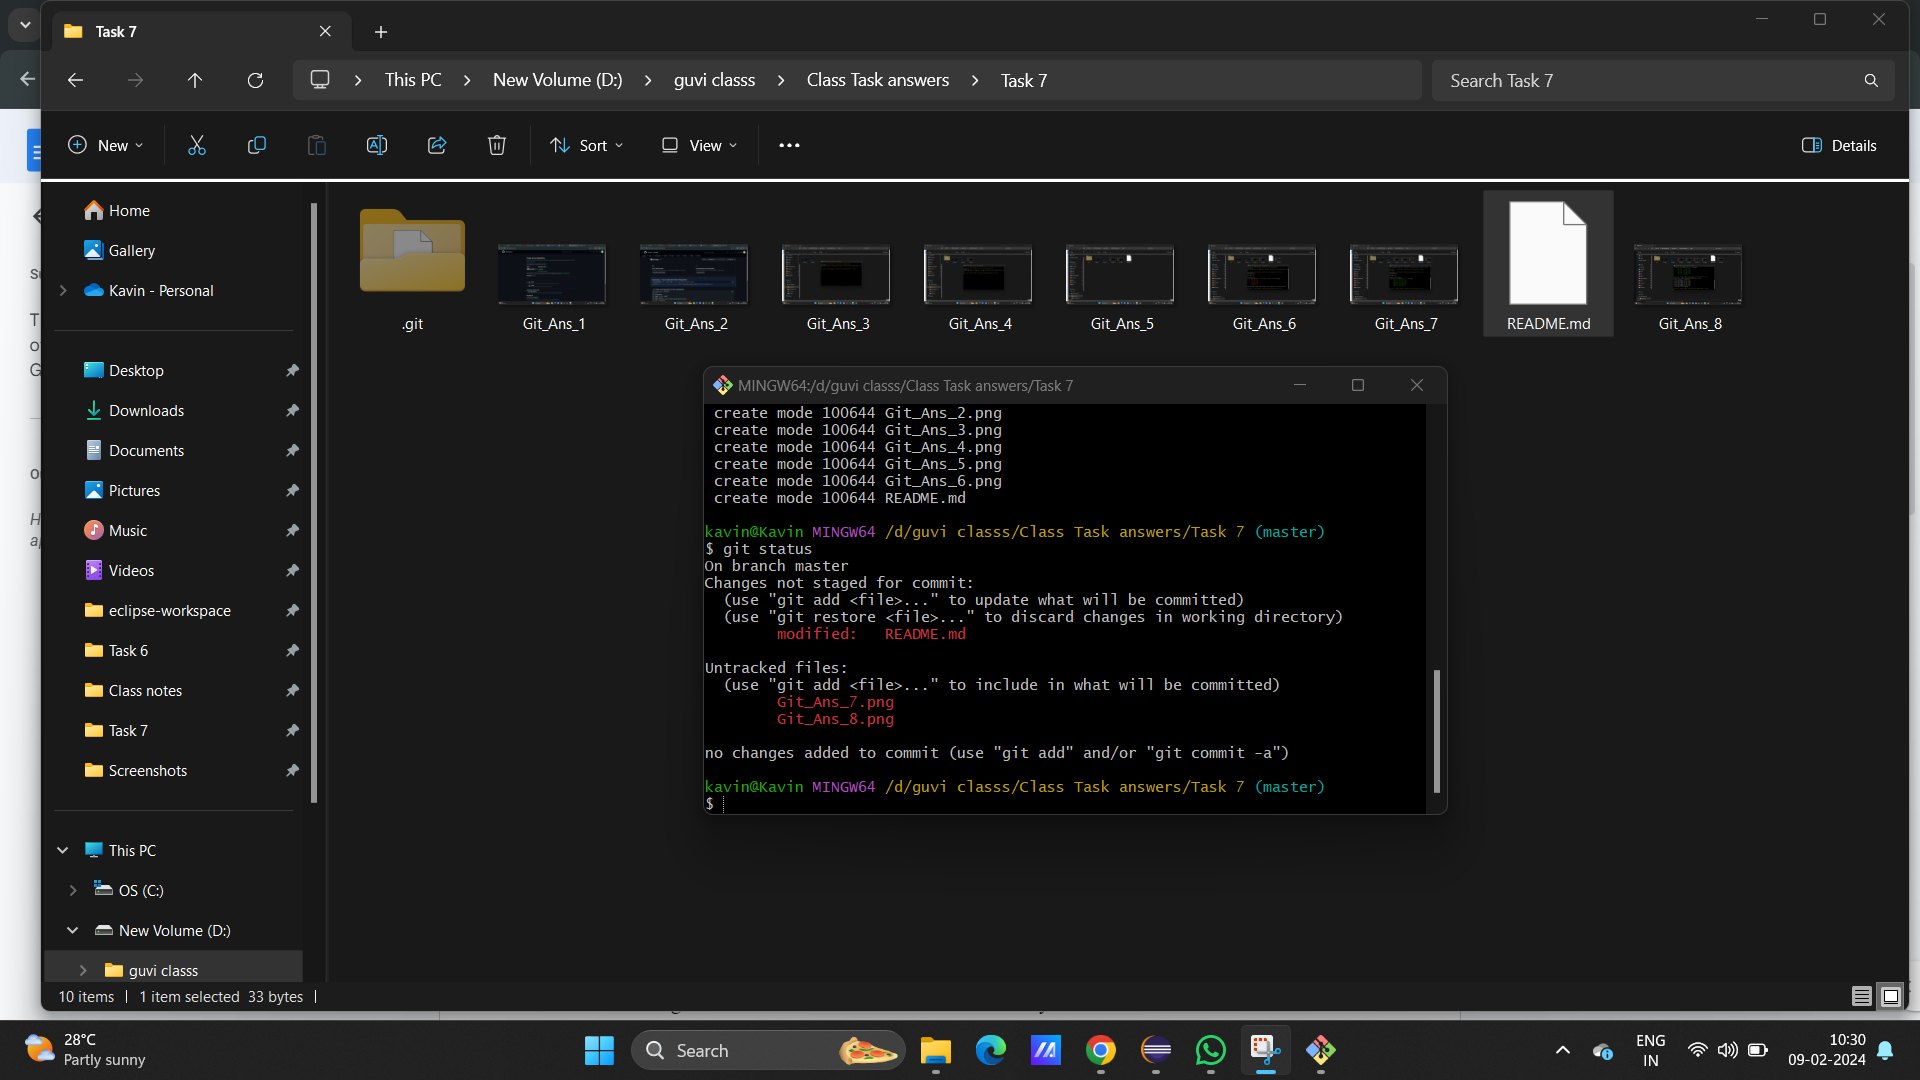 Task 7
This PC
New Volume (D:)
guvi classs
Class Task answers
Task 7
Search Task 7
New
Sort
View
Details
Home
Gallery
Kavin - Personal
Desktop
Downloads
Documents
Pictures
Music
Videos
eclipse-workspace
Task 6
Class notes
Task 7
Screenshots
This PC
OS (C:)
New Volume (D:)
guvi classs
.git
Git_Ans_1
Git_Ans_2
Git_Ans_3
Git_Ans_4
Git_Ans_5
Git_Ans_6
Git_Ans_7
README.md
Git_Ans_8
MINGW64:/d/guvi classs/Class Task answers/Task 7
create mode 100644 Git_Ans_2.png
create mode 100644 Git_Ans_3.png
create mode 100644 Git_Ans_4.png
create mode 100644 Git_Ans_5.png
create mode 100644 Git_Ans_6.png
create mode 100644 README.md
kavin@Kavin MINGW64 /d/guvi classs/Class Task answers/Task 7 (master)
$ git status
On branch master
Changes not staged for commit:
(use "git add <file>..." to update what will be committed)
(use "git restore <file>..." to discard changes in working directory)
modified: README.md
Untracked files:
(use "git add <file>..." to include in what will be committed)
Git_Ans_7.png
Git_Ans_8.png
no changes added to commit (use "git add" and/or "git commit -a")
kavin@Kavin MINGW64 /d/guvi classs/Class Task answers/Task 7 (master)
$
10 items
1 item selected 33 bytes
28°C
Partly sunny
Search
ENG
IN
10:30
09-02-2024